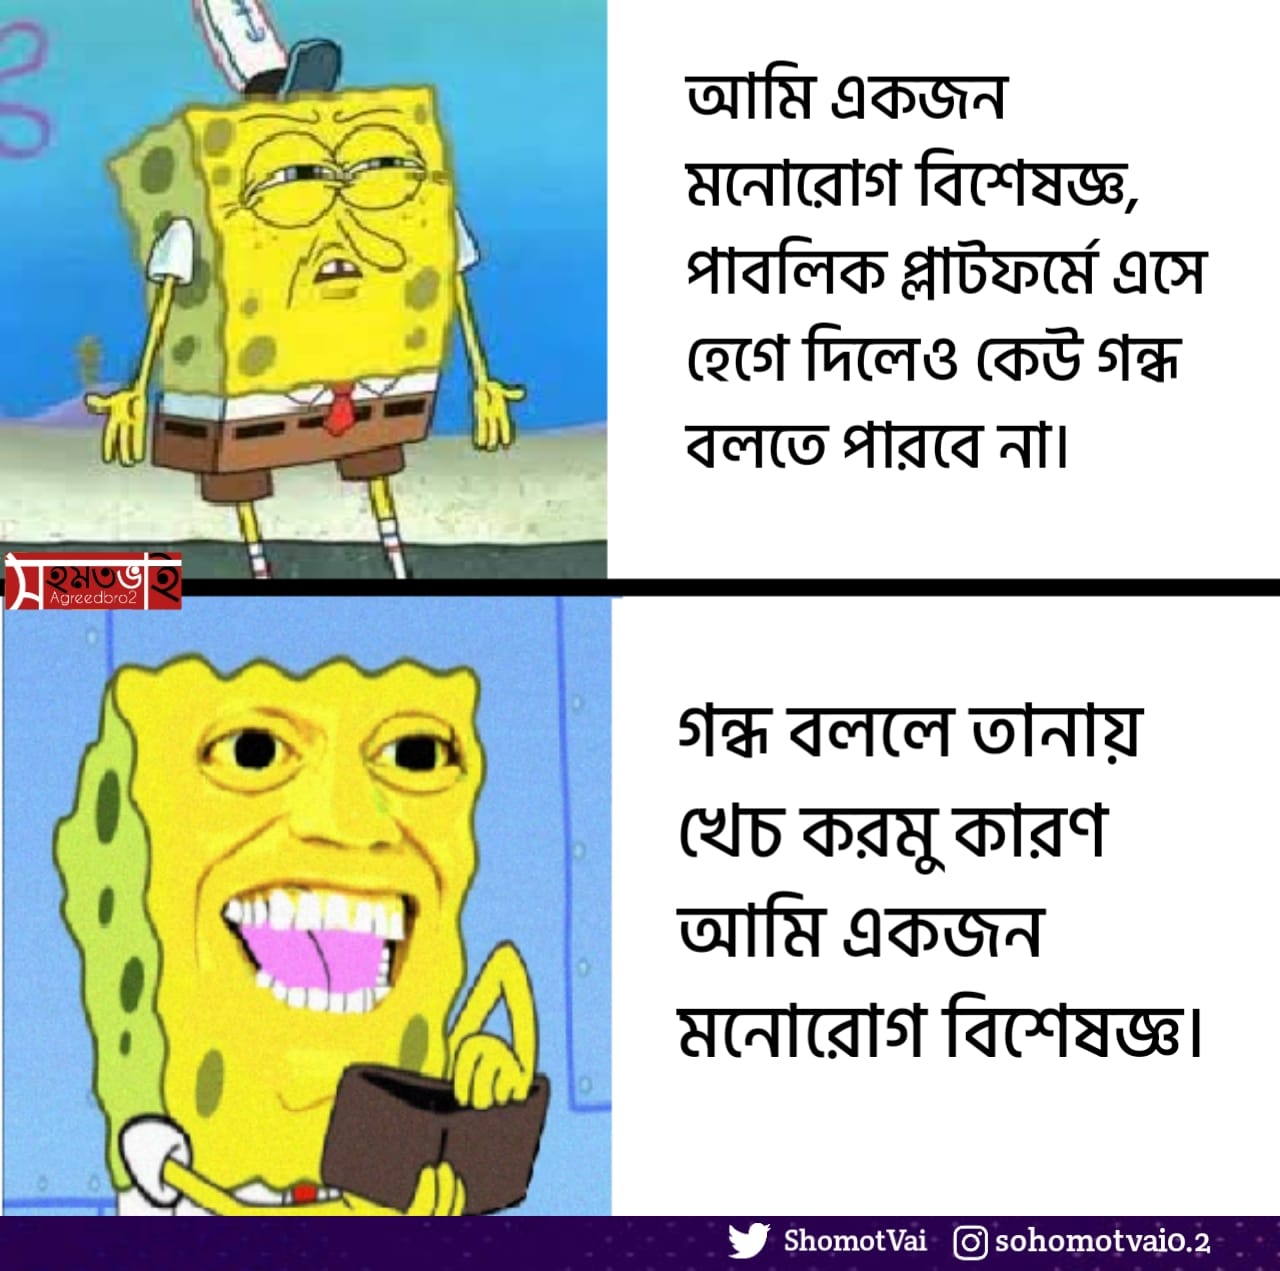 আমি একজন
মনোরোগ বিশেষজ্ঞ,
পাবলিক প্লাটফর্মে এসে
হেগে দিলেও কেউ গন্ধ
বলতে পারবে না।
সহমতভাই
Agreedbro2
গন্ধ বললে তানায়
খেচ করমু কারণ
আমি একজন
মনোরোগ বিশেষজ্ঞ।
ShomotVai sohomotvaio.2